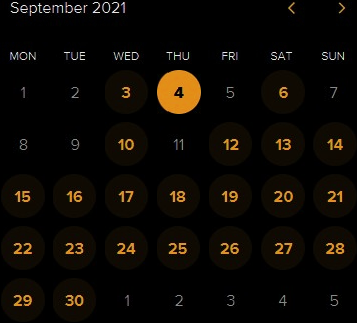 September 2021
MON TUE WED THU FRI SAT SUN
1 2 3 4 5 6 7
8 9 10 11 12 13 14
15 16 17 18 19 20 21
22 23 24 25 26 27 28
29 30 1 2 3 4 5